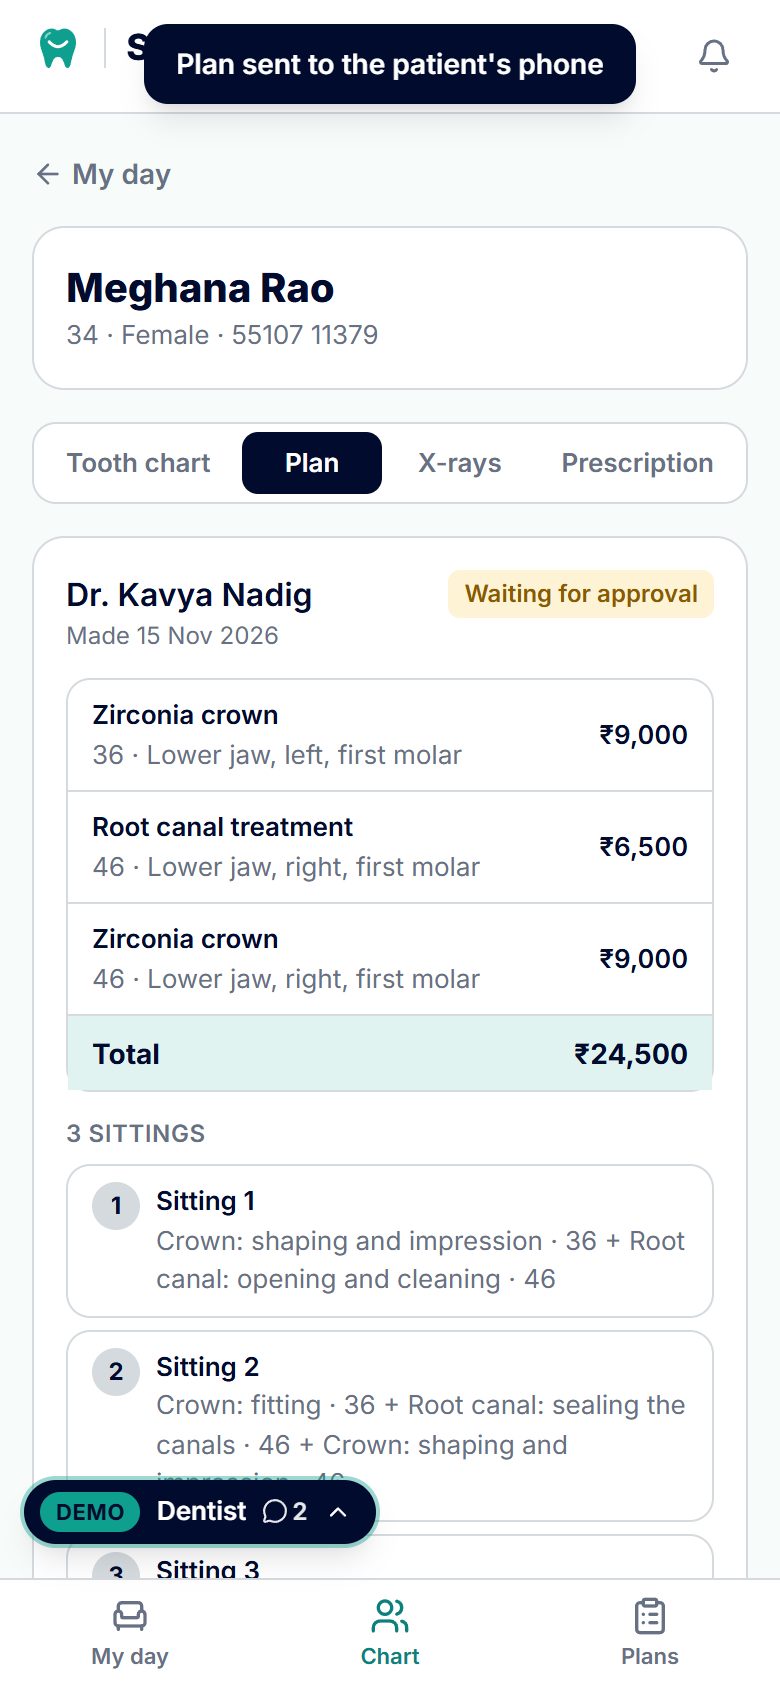 S
Plan sent to the patient's phone
My day
Meghana Rao
34 · Female · 55107 11379
Tooth chart
Plan
X-rays
Prescription
Dr. Kavya Nadig
Waiting for approval
Made 15 Nov 2026
Zirconia crown
₹9,000
36 · Lower jaw, left, first molar
Root canal treatment
₹6,500
46 · Lower jaw, right, first molar
Zirconia crown
₹9,000
46 · Lower jaw, right, first molar
Total
₹24,500
3 SITTINGS
1
Sitting 1
Crown: shaping and impression · 36 + Root
canal: opening and cleaning · 46
2
Sitting 2
Crown: fitting · 36 + Root canal: sealing the
canals · 46 + Crown: shaping and
impression · 46
DEMO
Dentist
2
3
Sitting 3
My day
Chart
Plans